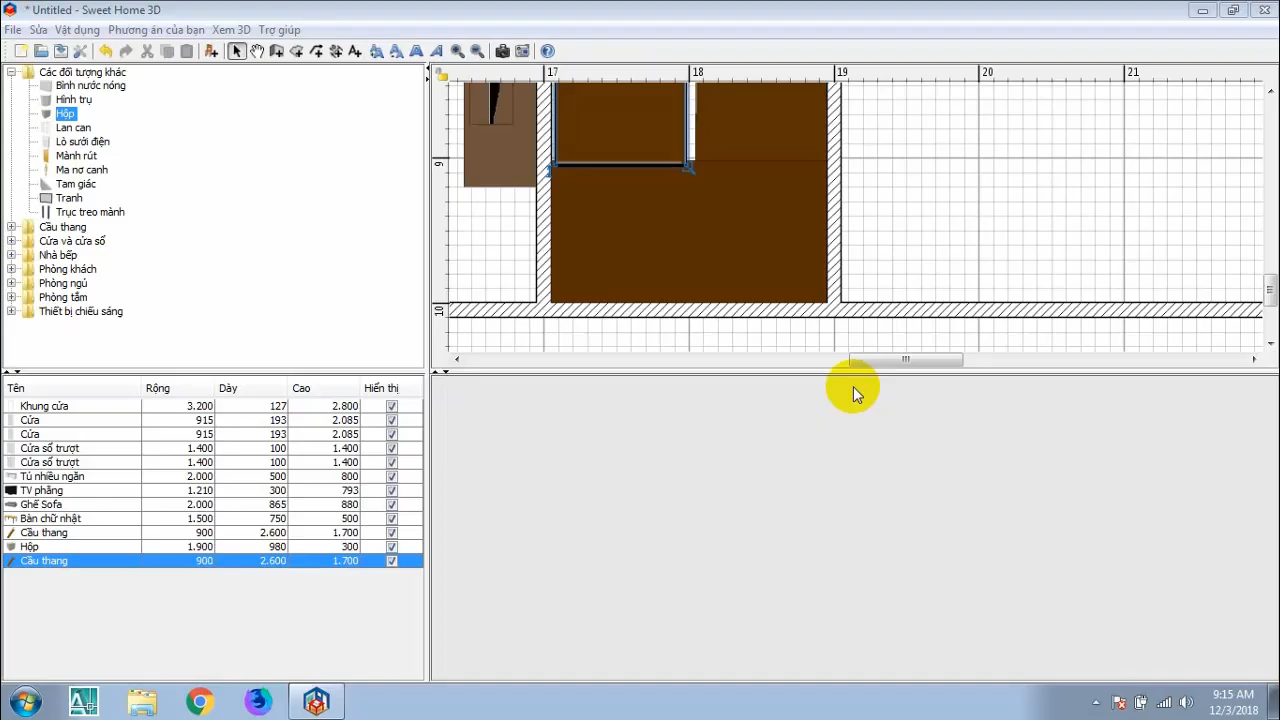 * Untitled - Sweet Home 3D
File Sửa Vật dụng Phương án của bạn Xem 3D Trợ giúp
Các đối tượng khác
Bình nước nóng
Hình trụ
Hộp
Lan can
Lò sưởi điện
Mành rút
Ma nơ canh
Tam giác
Tranh
Trục treo mành
Cầu thang
Cửa và cửa sổ
Nhà bếp
Phòng khách
Phòng ngủ
Phòng tắm
Thiết bị chiếu sáng
17 18 19 20 21
9
10
Tên Rộng Dày Cao Hiển thị
Khung cửa 3.200 127 2.800
Cửa 915 193 2.085
Cửa 915 193 2.085
Cửa sổ trượt 1.400 100 1.400
Cửa sổ trượt 1.400 100 1.400
Tủ nhiều ngăn 2.000 500 800
TV phẳng 1.210 300 793
Ghế Sofa 2.000 865 880
Bàn chữ nhật 1.500 750 500
Cầu thang 900 2.600 1.700
Hộp 1.900 980 300
Cầu thang 900 2.600 1.700
9:15 AM
12/3/2018